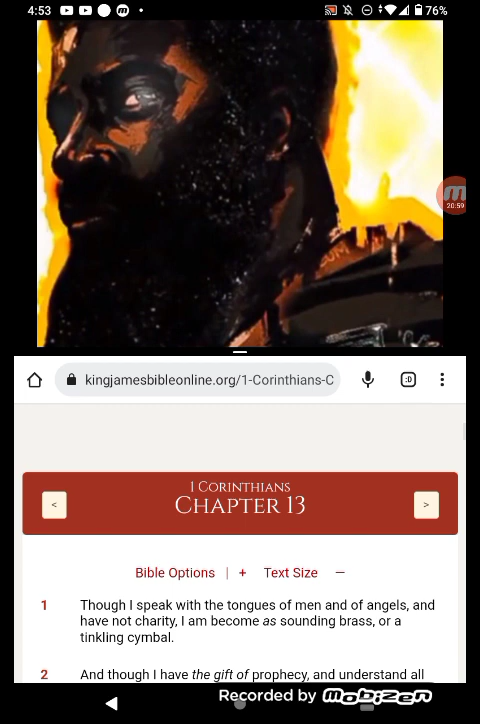 4:53
76%
20:59
kingjamesbibleonline.org/1-Corinthians-C
:D
1 CORINTHIANS
< CHAPTER 13 >
Bible Options | + Text Size —
1 Though I speak with the tongues of men and of angels, and
have not charity, I am become as sounding brass, or a
tinkling cymbal.
2 And though I have the gift of prophecy, and understand all
Recorded by Mobizen